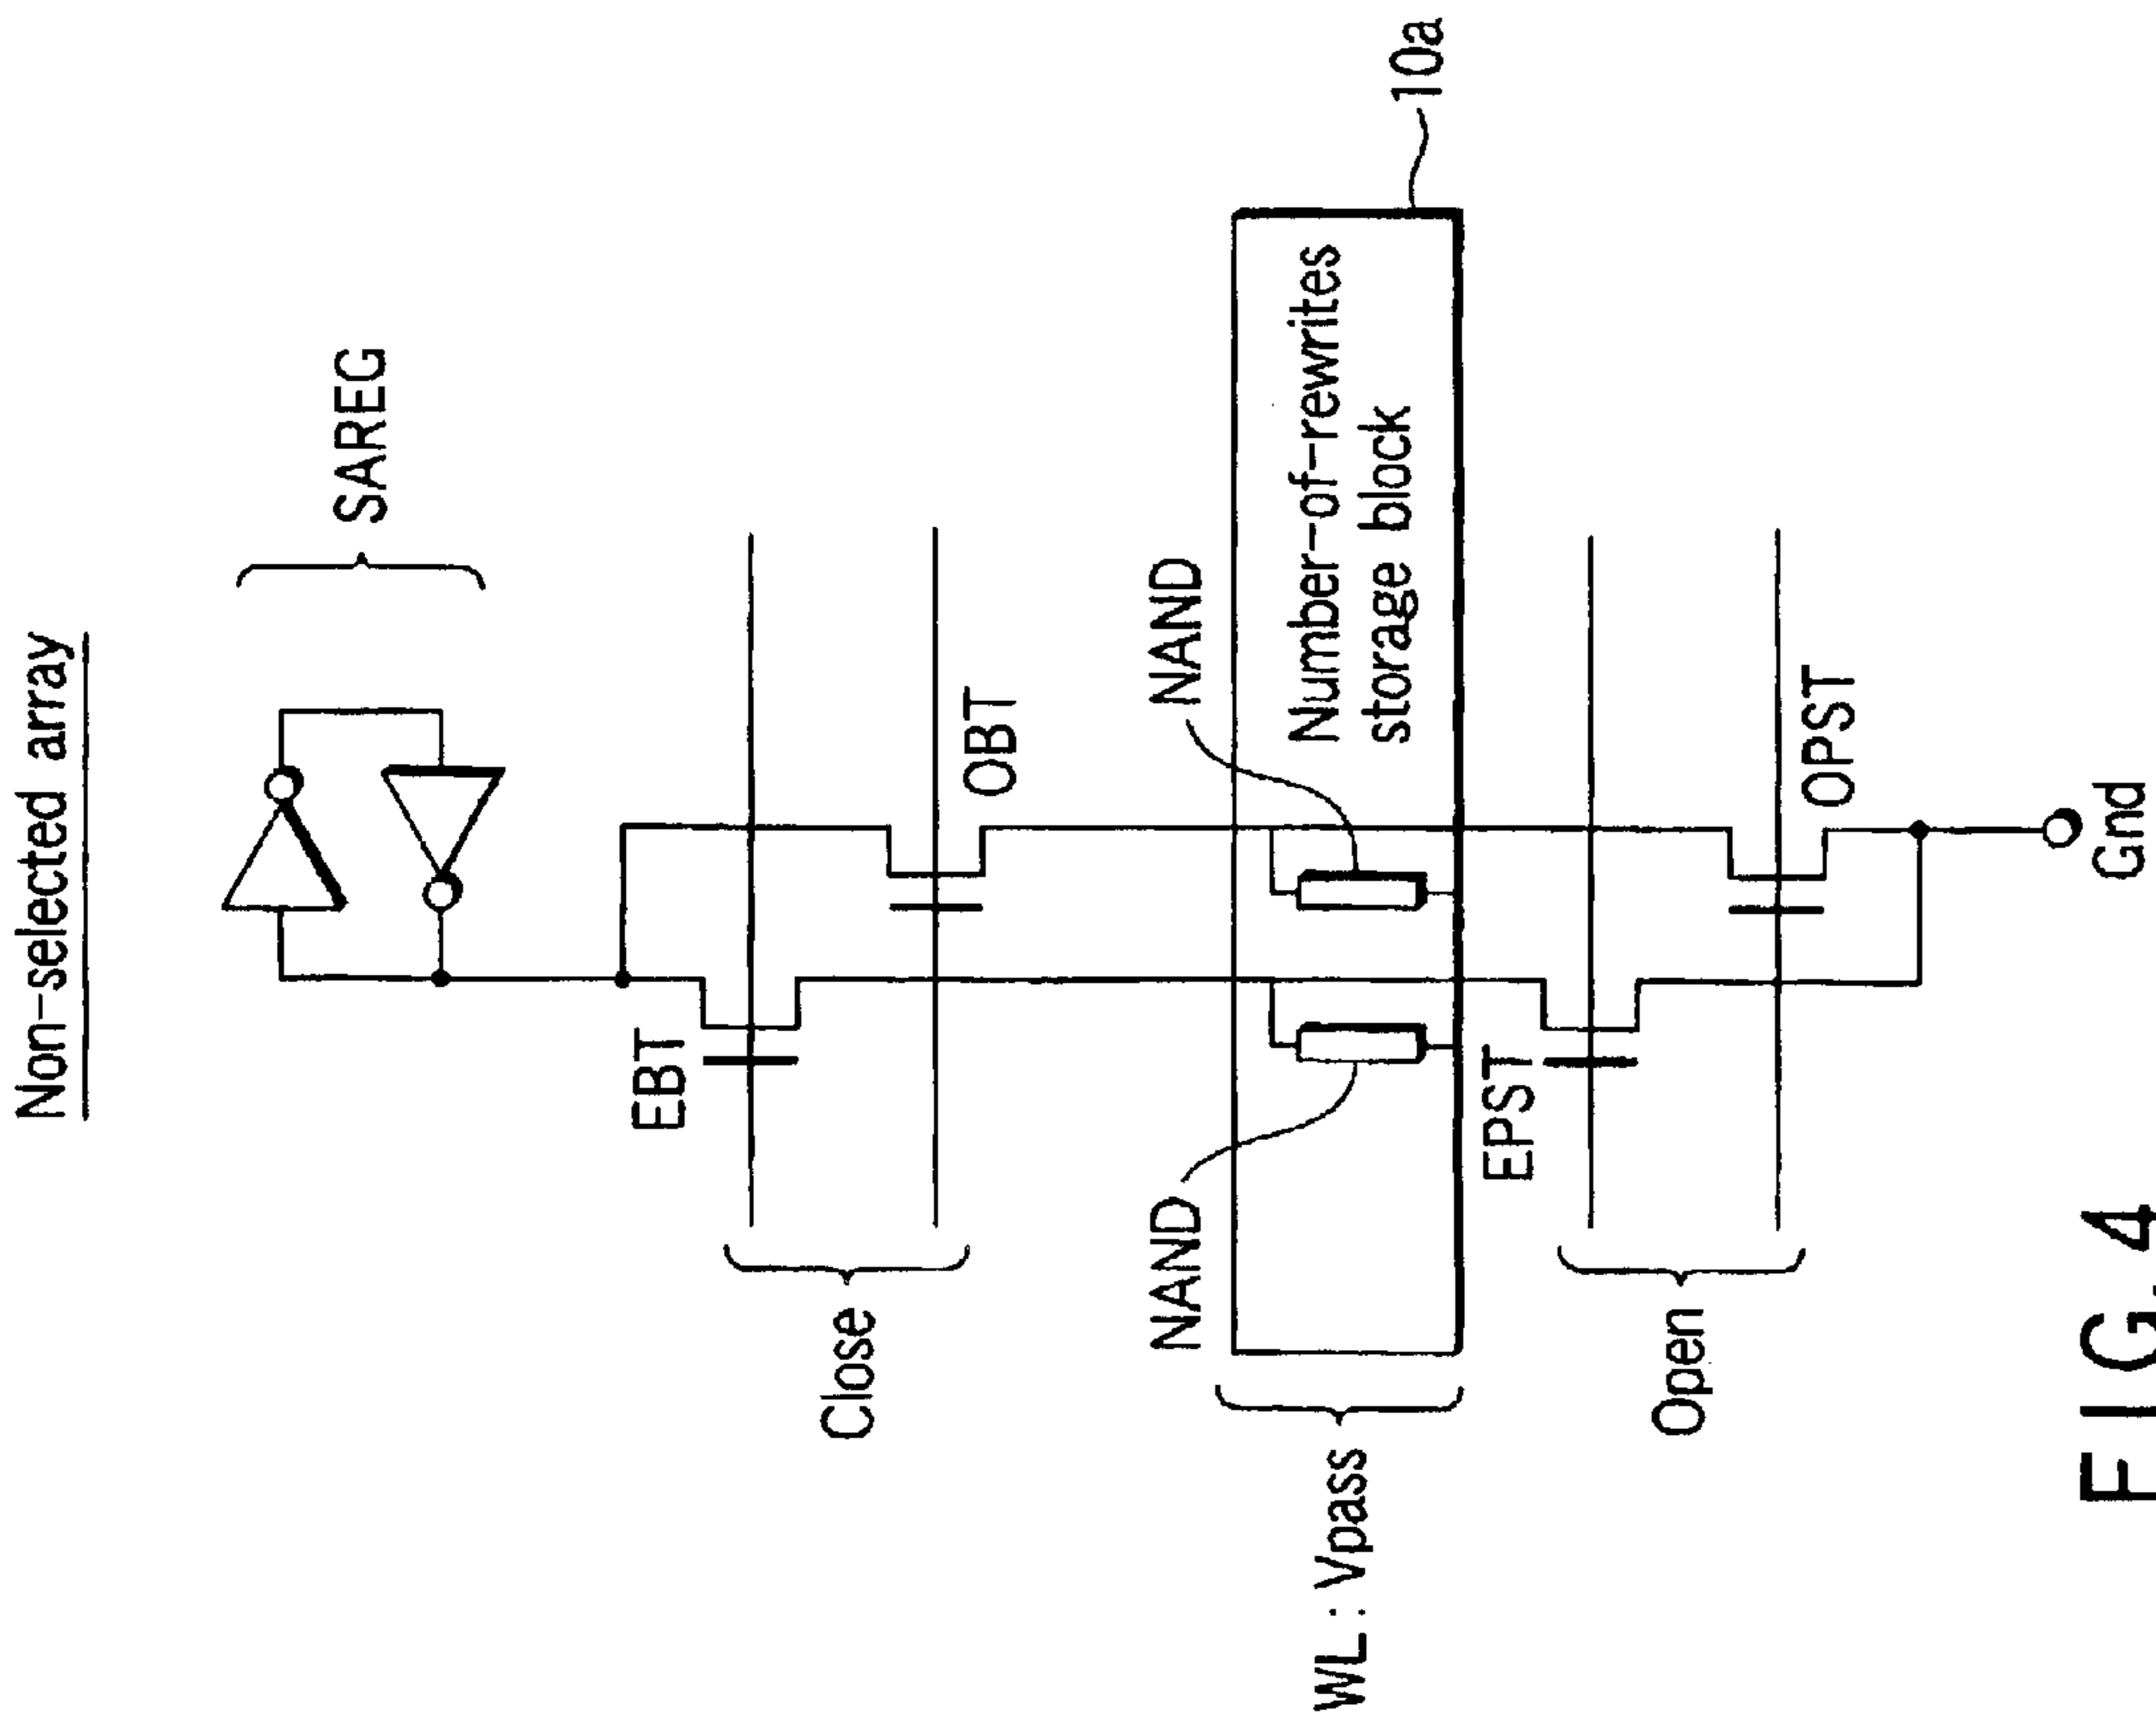 Non-selected array
SAREG
EBT
Close
OBT
NAND
NAND
10a
WL : Vpass
Number-of-rewrites
storage block
EPST
Open
OPST
Gnd
FIG. 4